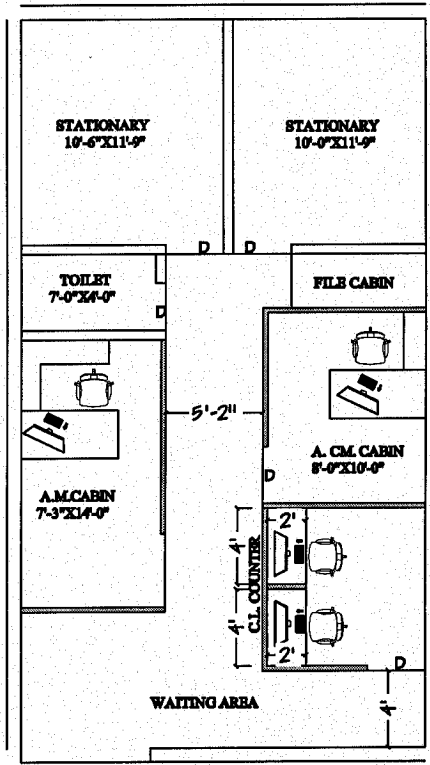 STATIONARY
10'-6"X11'-9"
STATIONARY
10'-0"X11'-9"
D
D
TOILET
7'-0"X4'-0"
D
FILE CABIN
5'-2"
A. CM. CABIN
8'-0"X10'-0"
D
A.M.CABIN
7'-3"X14'-0"
2'
4'
C.L. COUNTER
4'
2'
D
WAITING AREA
4'